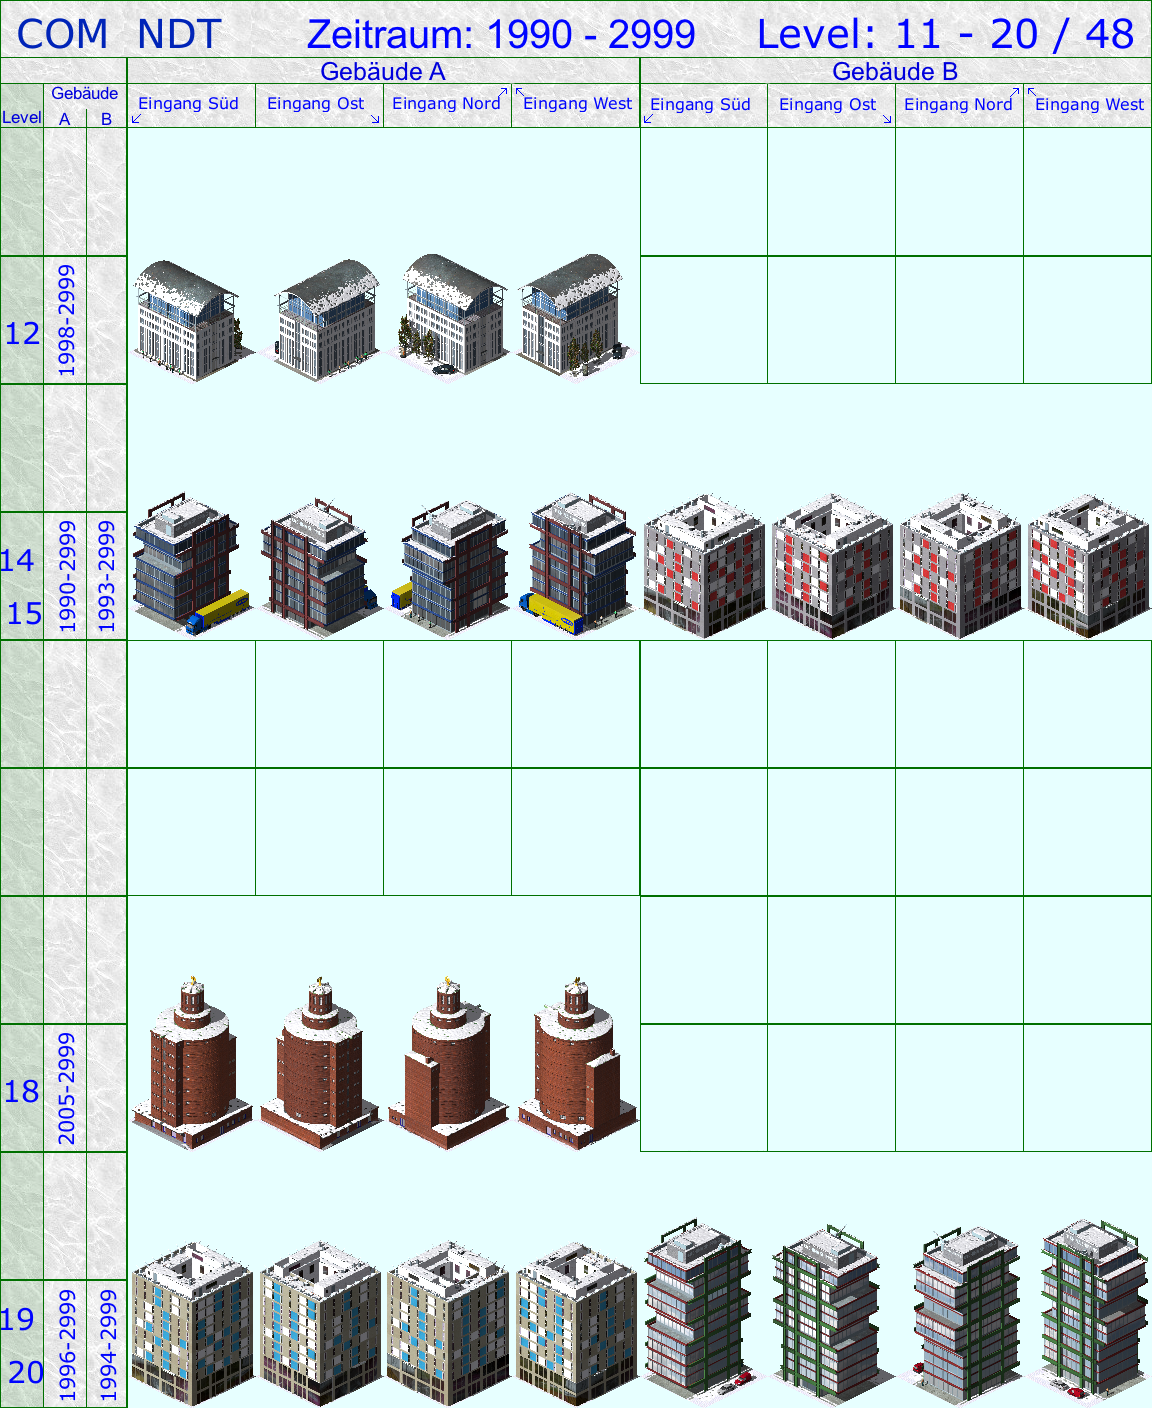 COM NDT Zeitraum: 1990 - 2999 Level: 11 - 20 / 48
Gebäude A Gebäude B
Level Gebäude A B
Eingang Süd Eingang Ost Eingang Nord Eingang West Eingang Süd Eingang Ost Eingang Nord Eingang West
12 1998-2999
14 15 1990-2999 1993-2999
18 2005-2999
19 20 1996-2999 1994-2999